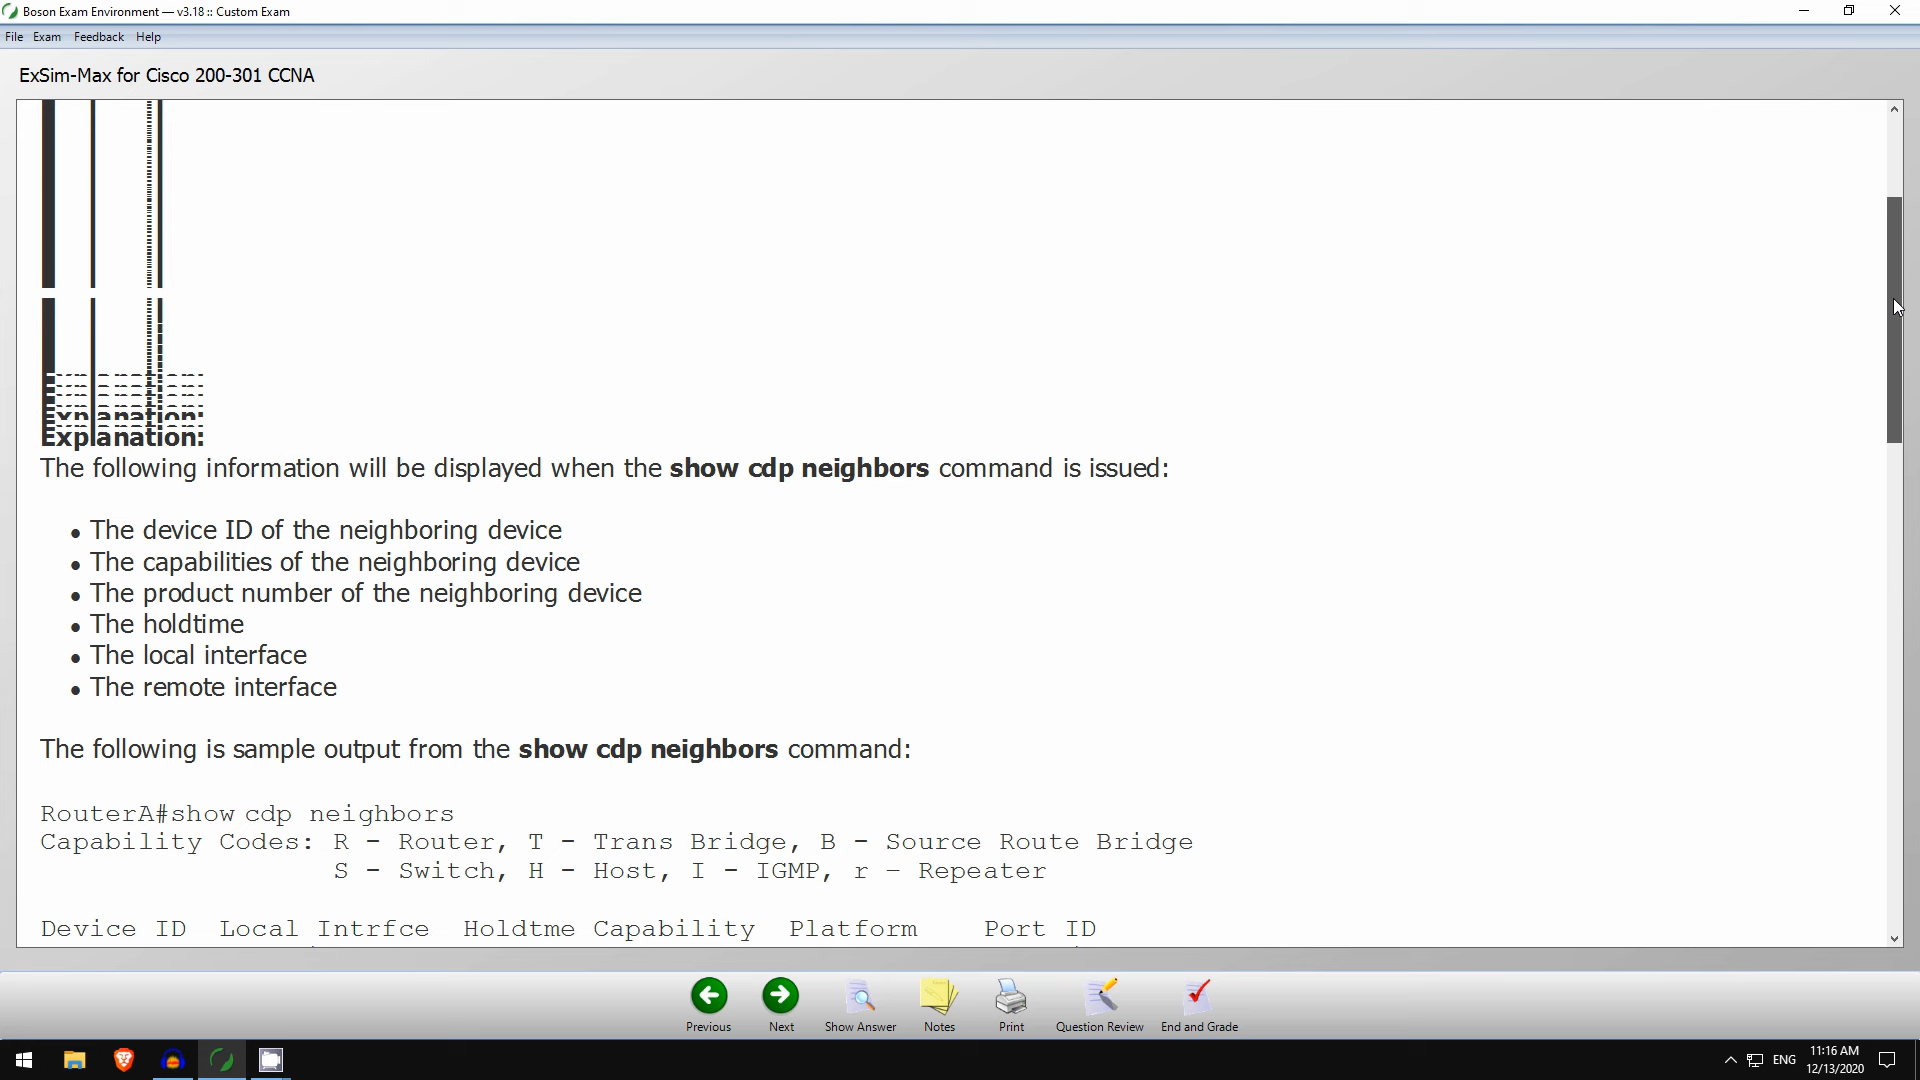 Boson Exam Environment — v3.18 :: Custom Exam
File Exam Feedback Help
ExSim-Max for Cisco 200-301 CCNA
Explanation:
Explanation:
The following information will be displayed when the show cdp neighbors command is issued:
• The device ID of the neighboring device
• The capabilities of the neighboring device
• The product number of the neighboring device
• The holdtime
• The local interface
• The remote interface
The following is sample output from the show cdp neighbors command:
RouterA#show cdp neighbors
Capability Codes: R - Router, T - Trans Bridge, B - Source Route Bridge
S - Switch, H - Host, I - IGMP, r - Repeater
Device ID Local Intrfce Holdtme Capability Platform Port ID
Previous Next Show Answer Notes Print Question Review End and Grade
ENG 11:16 AM
12/13/2020